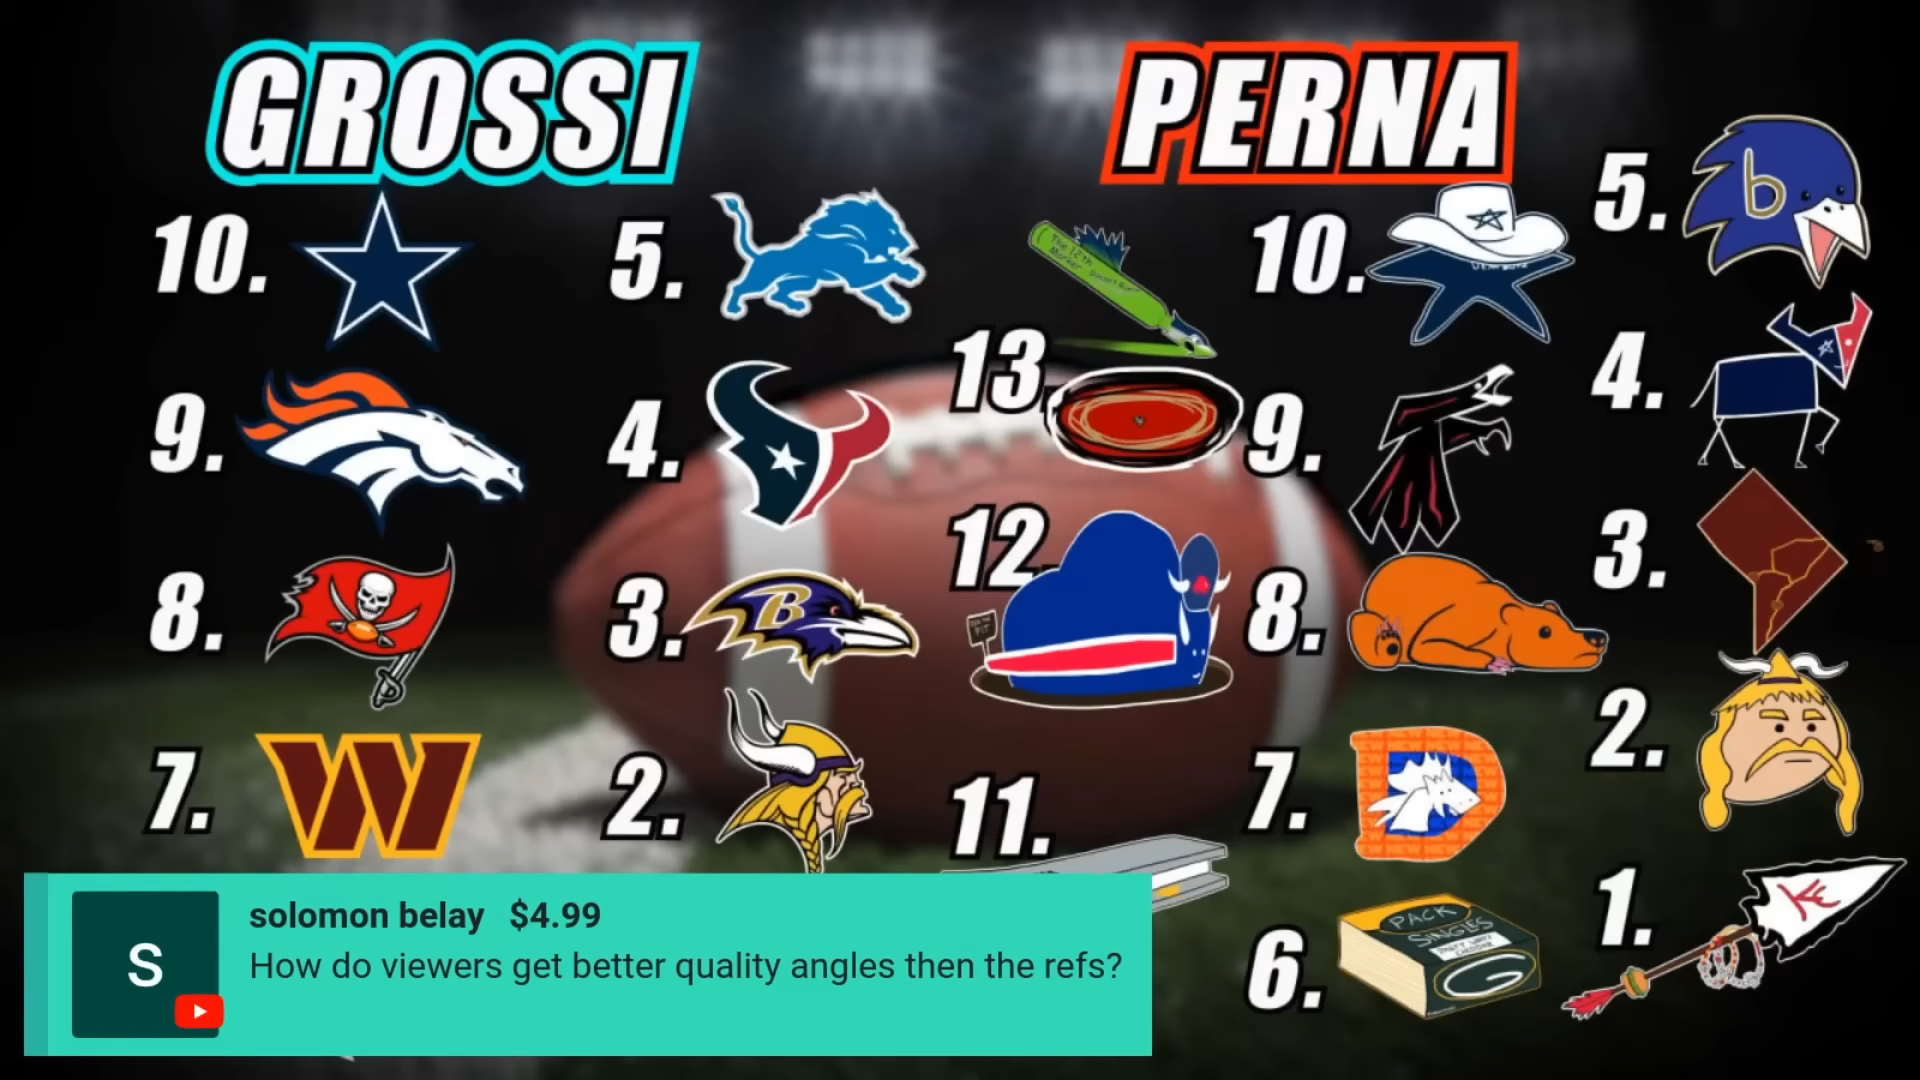 GROSSI
10.
9.
8.
7.
5.
4.
3.
B
2.
W
PERNA
13.
12.
11.
10.
9.
8.
7.
D
6.
PACK
SINGLES
G
5.
b
4.
3.
2.
1.
KC
S
solomon belay $4.99
How do viewers get better quality angles then the refs?